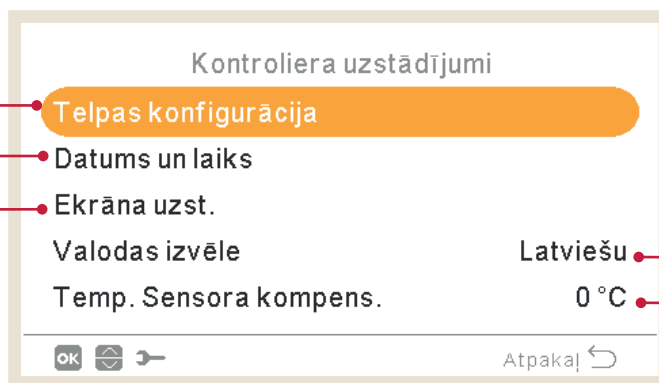 Kontroliera uzstādījumi
Telpas konfigurācija
Datums un laiks
Ekrāna uzst.
Valodas izvēle Latviešu
Temp. Sensora kompens. 0 °C
OK Atpakaļ